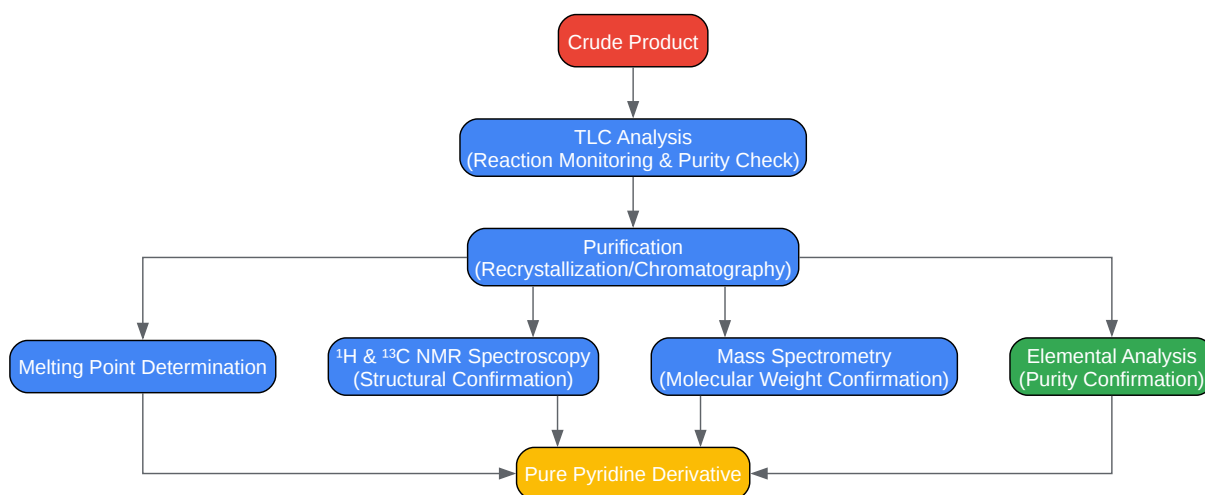 Crude Product
TLC Analysis
(Reaction Monitoring & Purity Check)
Purification
(Recrystallization/Chromatography)
Melting Point Determination
¹H & ¹³C NMR Spectroscopy
(Structural Confirmation)
Mass Spectrometry
(Molecular Weight Confirmation)
Elemental Analysis
(Purity Confirmation)
Pure Pyridine Derivative